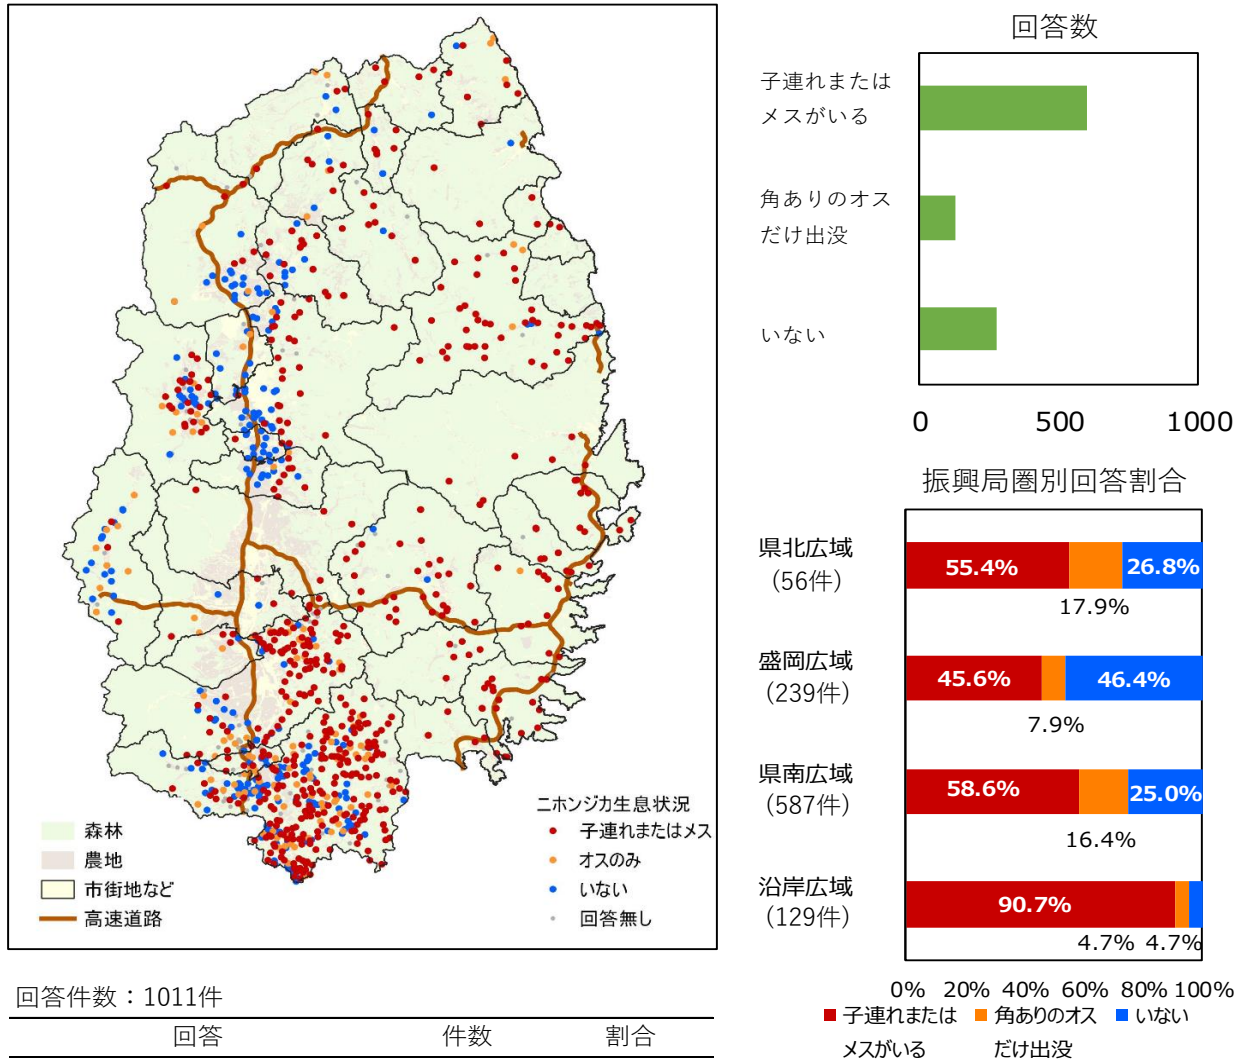 ニホンジカ生息状況
子連れまたはメス
オスのみ
いない
回答無し
森林
農地
市街地など
高速道路
回答件数：1011件
回答 件数 割合
回答数
子連れまたは
メスがいる
角ありのオス
だけ出没
いない
0 500 1000
振興局圏別回答割合
県北広域
(56件)
55.4% 26.8%
17.9%
盛岡広域
(239件)
45.6% 46.4%
7.9%
県南広域
(587件)
58.6% 25.0%
16.4%
沿岸広域
(129件)
90.7%
4.7% 4.7%
0% 20% 40% 60% 80% 100%
子連れまたは 角ありのオス いない
メスがいる だけ出没